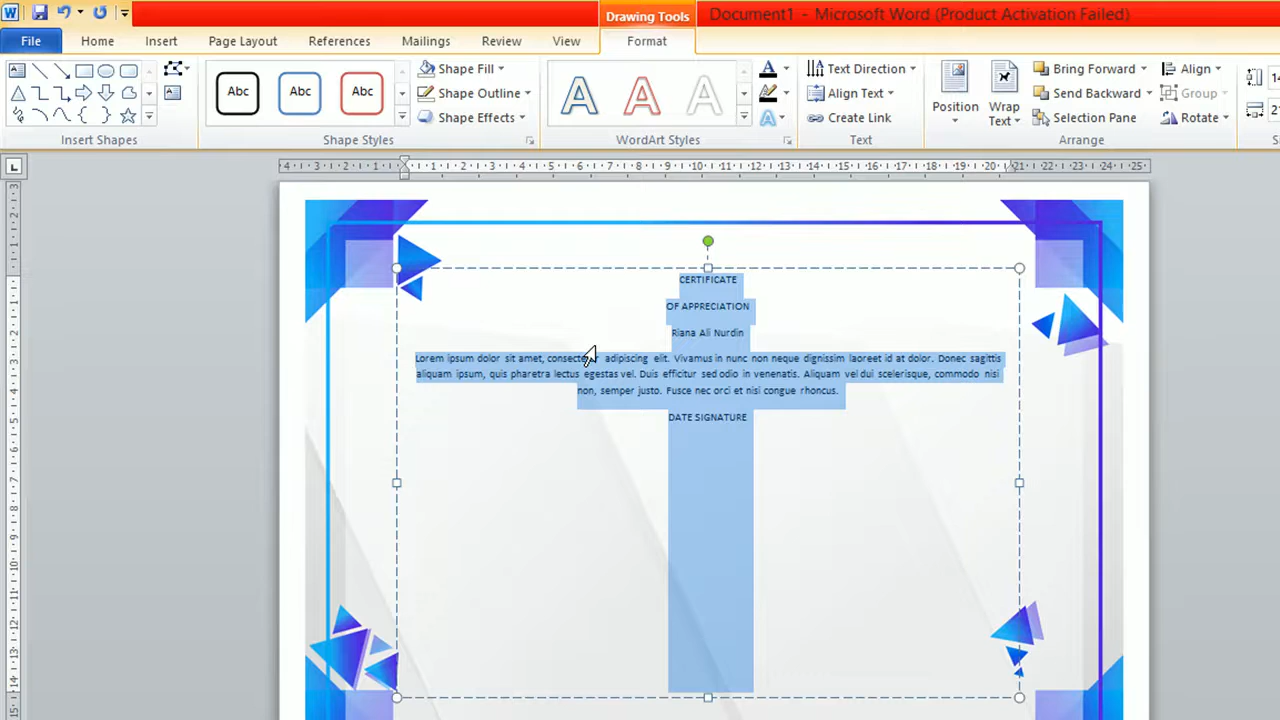 Drawing Tools
Document1 - Microsoft Word (Product Activation Failed)
File Home Insert Page Layout References Mailings Review View Format
Abc Abc Abc
Shape Fill
Shape Outline
Shape Effects
A A A
Text Direction
Align Text
Create Link
Position
Wrap Text
Bring Forward
Send Backward
Selection Pane
Align
Group
Rotate
Insert Shapes Shape Styles WordArt Styles Text Arrange
CERTIFICATE
OF APPRECIATION
Riana Ali Nurdin
Lorem ipsum dolor sit amet, adipiscing elit. Vivamus in nunc non neque dignissim laoreet id at dolor. Donec sagittis
aliquam ipsum, quis pharetra lectus egestas vel. Duis efficitur sed odio in venenatis. Aliquam vel dui scelerisque, commodo nisi
non, semper justo. Fusce nec orci et nisi congue rhoncus.
DATE SIGNATURE